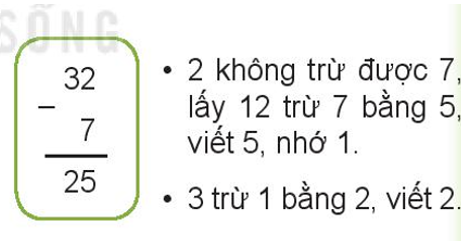 SỐNG
32
−
7
25
• 2 không trừ được 7,
lấy 12 trừ 7 bằng 5,
viết 5, nhớ 1.
• 3 trừ 1 bằng 2, viết 2.